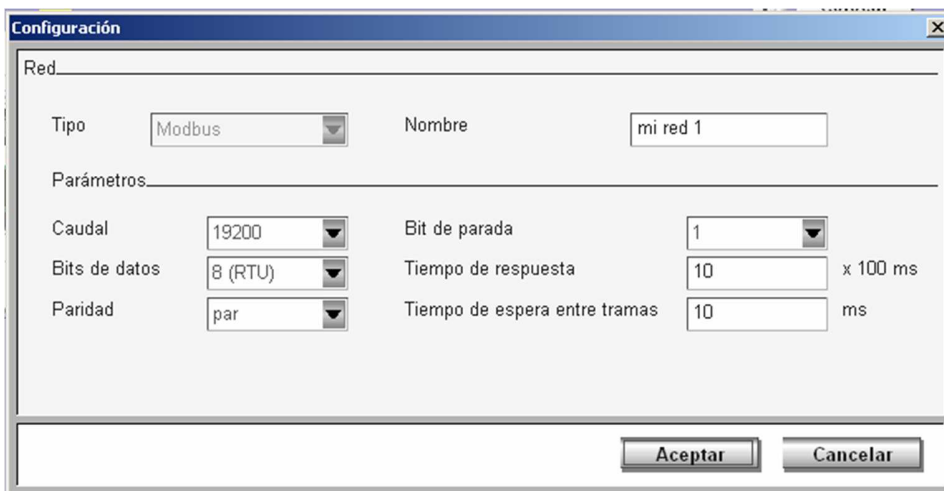 Configuración
Red
Tipo Modbus Nombre mi red 1
Parámetros
Caudal 19200 Bit de parada 1
Bits de datos 8 (RTU) Tiempo de respuesta 10 x 100 ms
Paridad par Tiempo de espera entre tramas 10 ms
Aceptar Cancelar